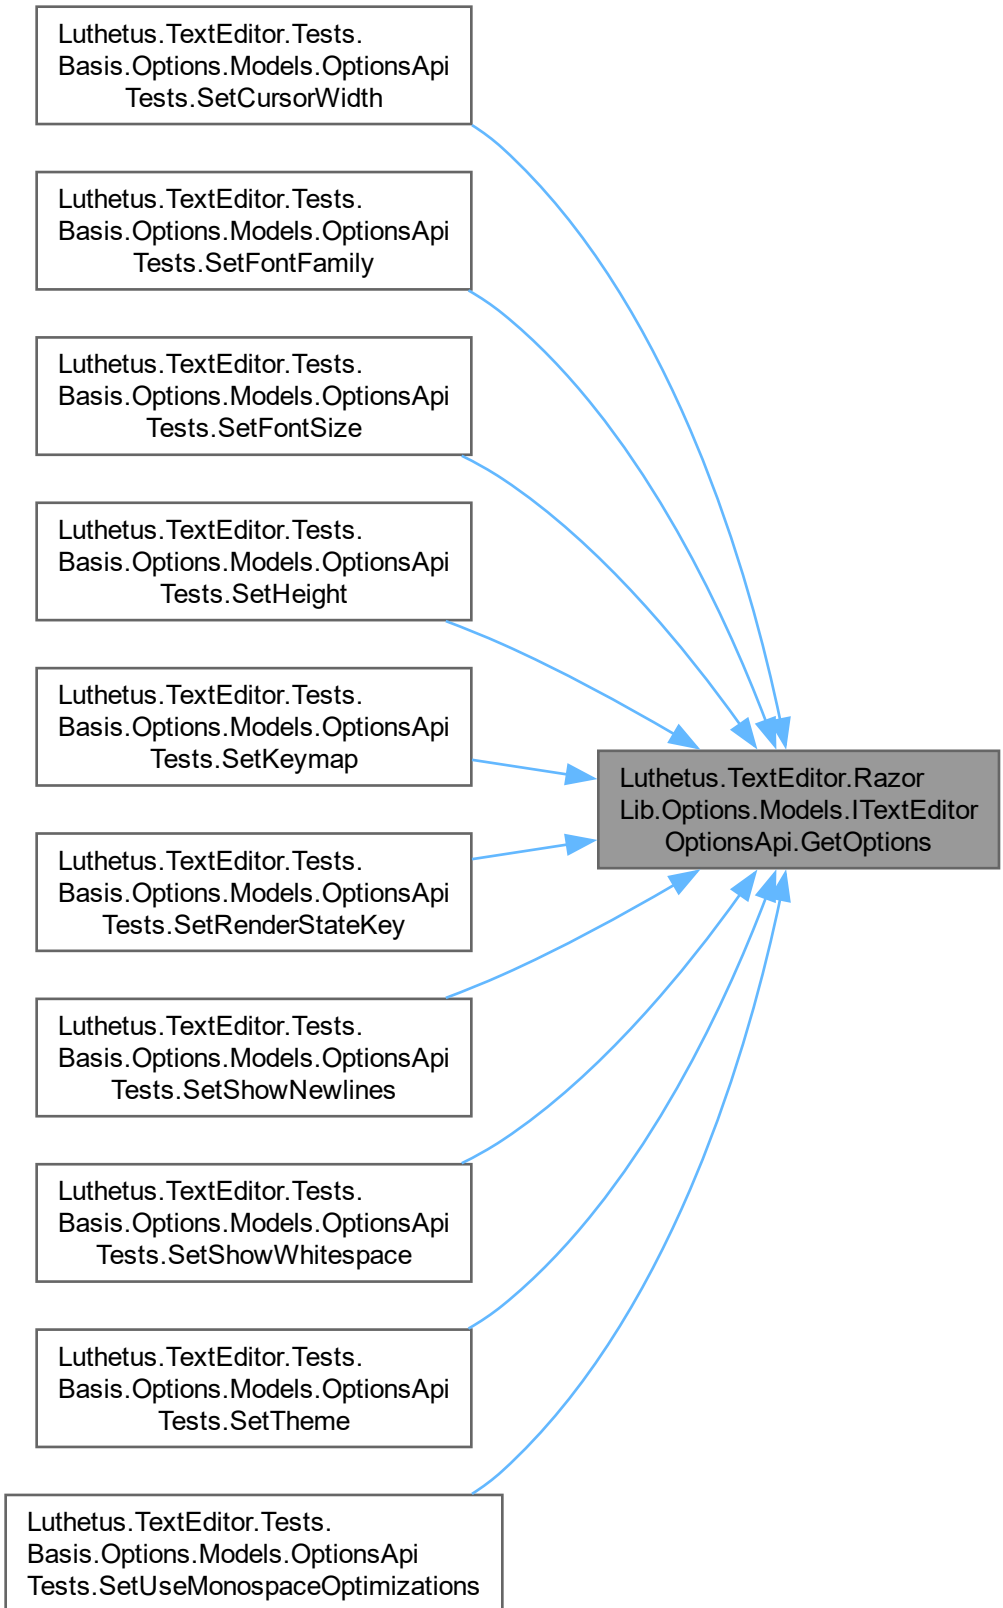 Luthetus.TextEditor.Tests.
Basis.Options.Models.OptionsApi
Tests.SetCursorWidth
Luthetus.TextEditor.Tests.
Basis.Options.Models.OptionsApi
Tests.SetFontFamily
Luthetus.TextEditor.Tests.
Basis.Options.Models.OptionsApi
Tests.SetFontSize
Luthetus.TextEditor.Tests.
Basis.Options.Models.OptionsApi
Tests.SetHeight
Luthetus.TextEditor.Tests.
Basis.Options.Models.OptionsApi
Tests.SetKeymap
Luthetus.TextEditor.Razor
Lib.Options.Models.ITextEditor
OptionsApi.GetOptions
Luthetus.TextEditor.Tests.
Basis.Options.Models.OptionsApi
Tests.SetRenderStateKey
Luthetus.TextEditor.Tests.
Basis.Options.Models.OptionsApi
Tests.SetShowNewlines
Luthetus.TextEditor.Tests.
Basis.Options.Models.OptionsApi
Tests.SetShowWhitespace
Luthetus.TextEditor.Tests.
Basis.Options.Models.OptionsApi
Tests.SetTheme
Luthetus.TextEditor.Tests.
Basis.Options.Models.OptionsApi
Tests.SetUseMonospaceOptimizations